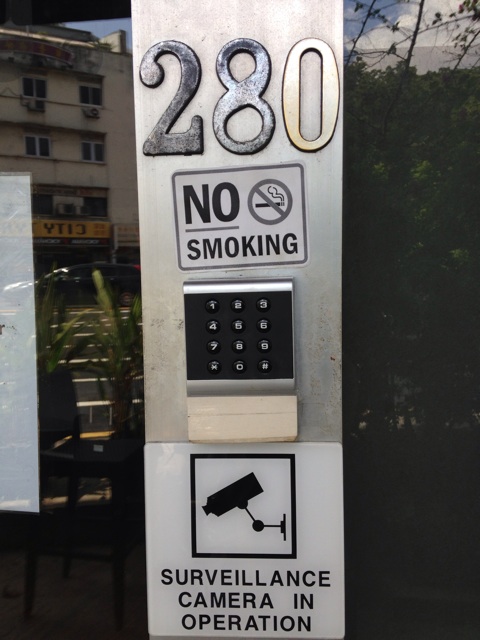 280
NO
SMOKING
1 2 3
4 5 6
7 8 9
* 0 #
SURVEILLANCE
CAMERA IN
OPERATION